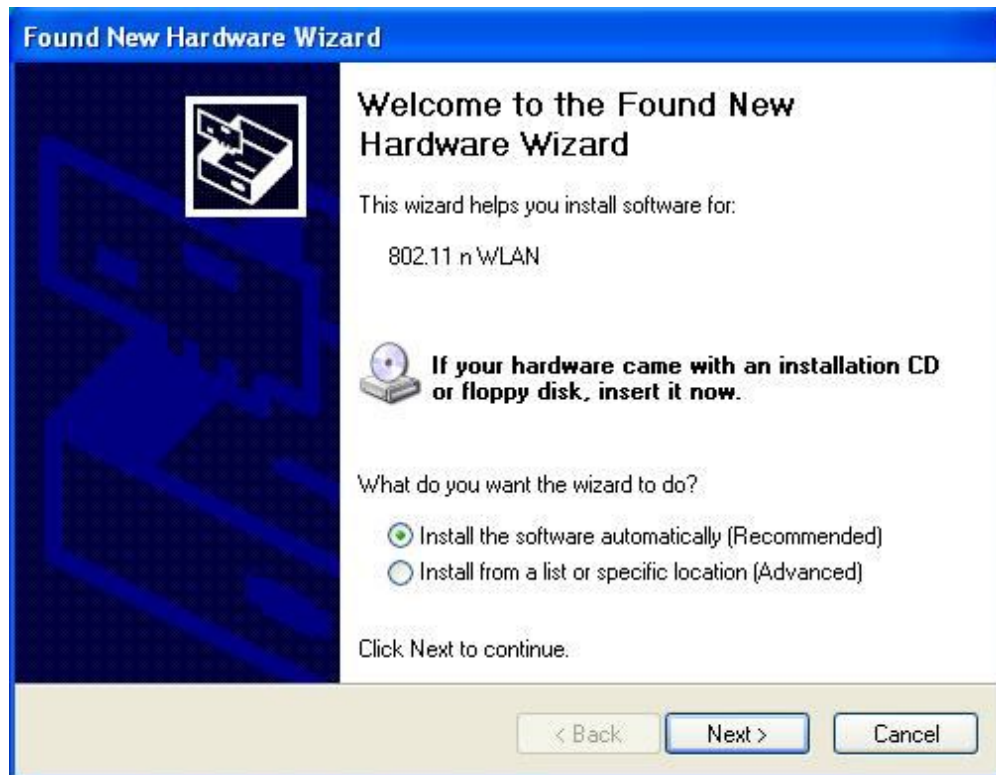 Found New Hardware Wizard
Welcome to the Found New
Hardware Wizard
This wizard helps you install software for:
802.11 n WLAN
If your hardware came with an installation CD
or floppy disk, insert it now.
What do you want the wizard to do?
Install the software automatically (Recommended)
Install from a list or specific location (Advanced)
Click Next to continue.
< Back Next > Cancel